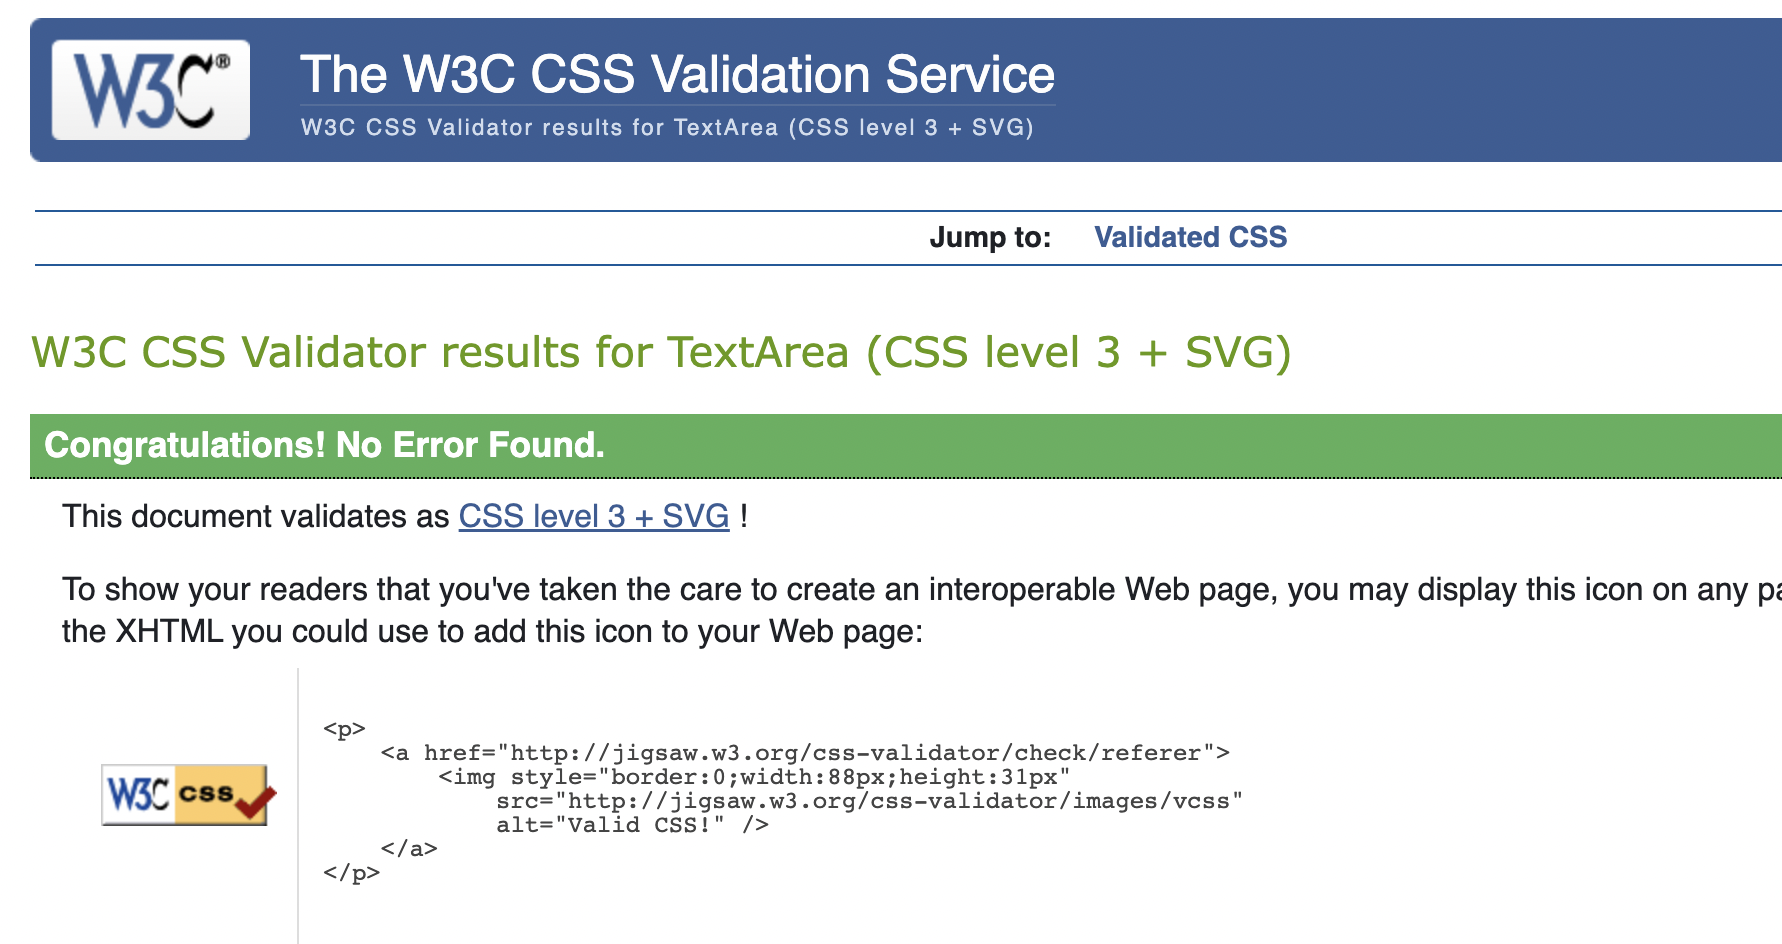 W3C®
The W3C CSS Validation Service
W3C CSS Validator results for TextArea (CSS level 3 + SVG)
Jump to: Validated CSS
W3C CSS Validator results for TextArea (CSS level 3 + SVG)
Congratulations! No Error Found.
This document validates as CSS level 3 + SVG !
To show your readers that you've taken the care to create an interoperable Web page, you may display this icon on any
the XHTML you could use to add this icon to your Web page:
<p>
    <a href="http://jigsaw.w3.org/css-validator/check/referer">
        <img style="border:0;width:88px;height:31px"
            src="http://jigsaw.w3.org/css-validator/images/vcss"
            alt="Valid CSS!" />
    </a>
</p>
W3C css